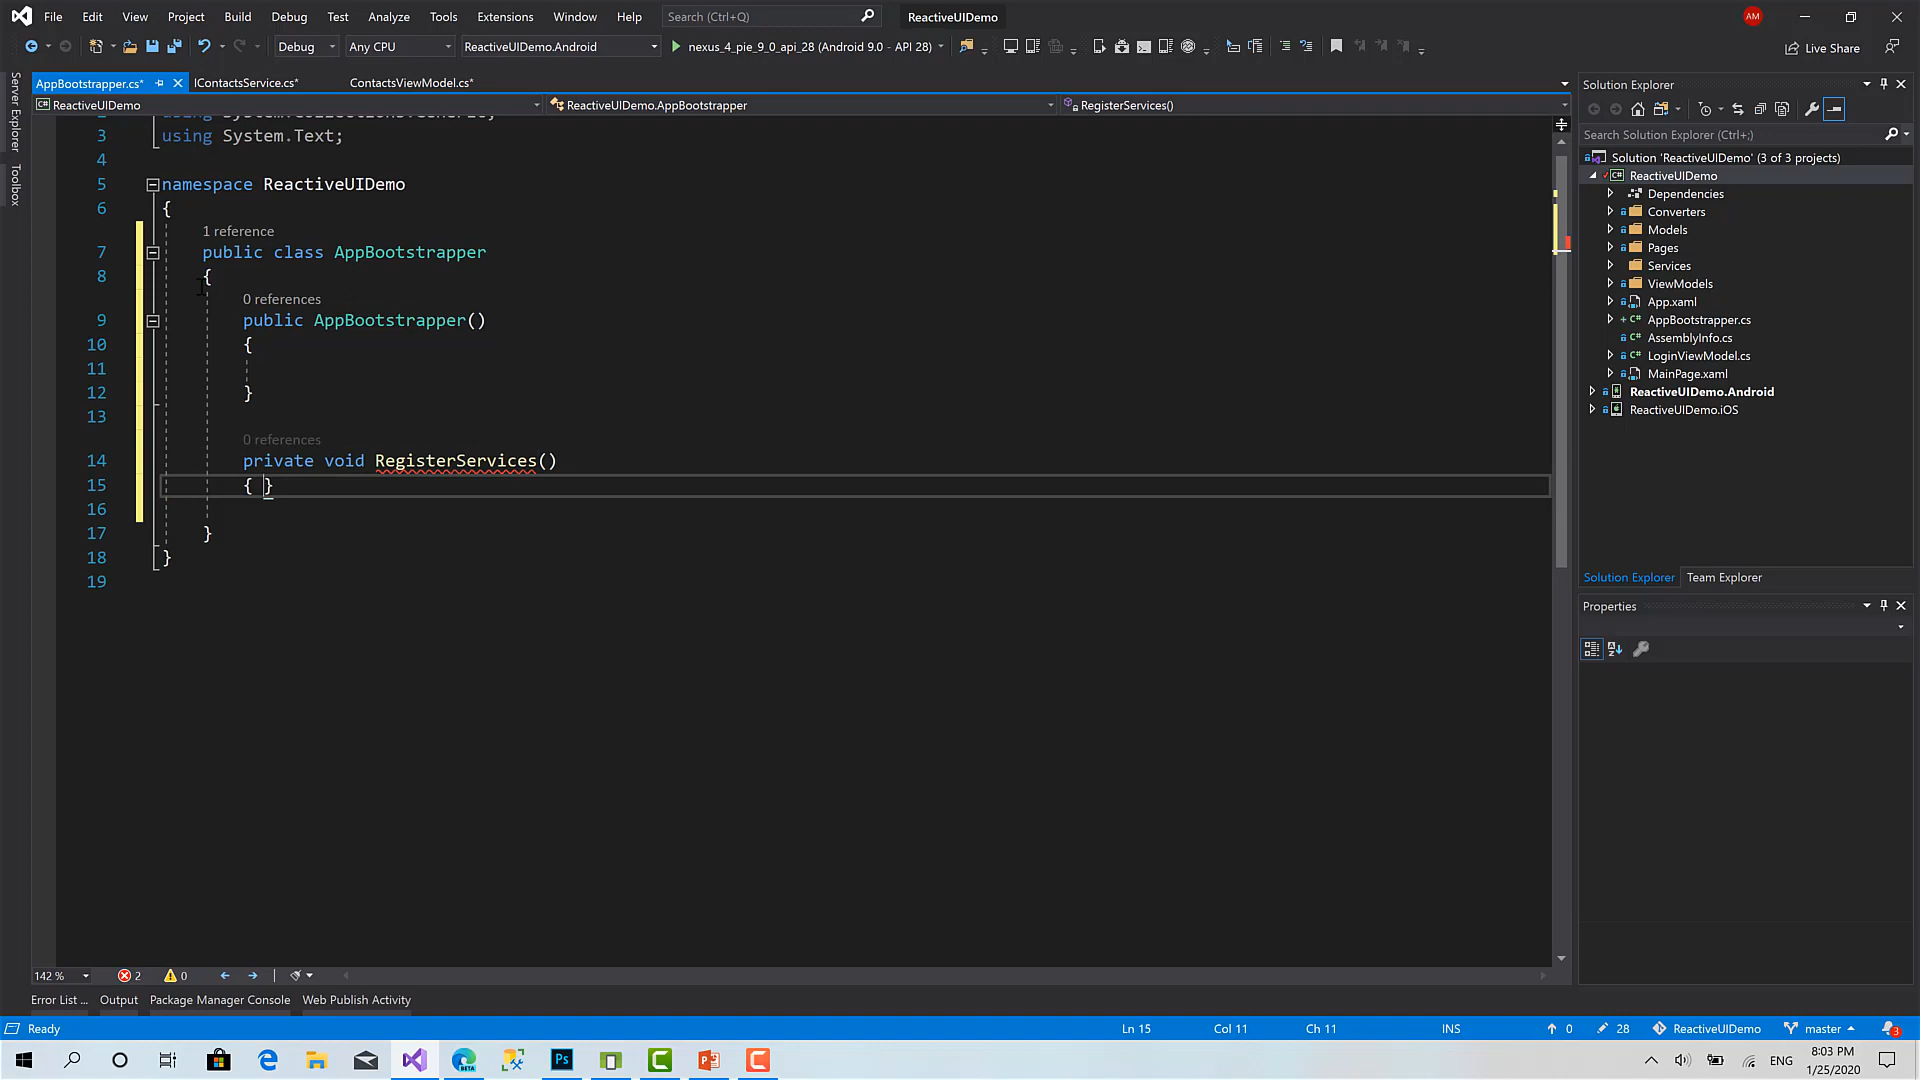 File Edit View Project Build Debug Test Analyze Tools Extensions Window Help Search (Ctrl+Q) ReactiveUIDemo AM
Debug Any CPU ReactiveUIDemo.Android nexus_4_pie_9_0_api_28 (Android 9.0 - API 28) Live Share
AppBootstrapper.cs* IContactsService.cs* ContactsViewModel.cs*
ReactiveUIDemo ReactiveUIDemo.AppBootstrapper RegisterServices()
Server Explorer
Toolbox
3 using System.Text;
4
5 namespace ReactiveUIDemo
6 {
1 reference
7 public class AppBootstrapper
8 {
0 references
9 public AppBootstrapper()
10 {
11
12 }
13
0 references
14 private void RegisterServices()
15 { }
16
17 }
18 }
19
142 % 2 0
Error List ... Output Package Manager Console Web Publish Activity
Solution Explorer
Search Solution Explorer (Ctrl+;)
Solution 'ReactiveUIDemo' (3 of 3 projects)
ReactiveUIDemo
Dependencies
Converters
Models
Pages
Services
ViewModels
App.xaml
AppBootstrapper.cs
AssemblyInfo.cs
LoginViewModel.cs
MainPage.xaml
ReactiveUIDemo.Android
ReactiveUIDemo.iOS
Solution Explorer Team Explorer
Properties
Ready Ln 15 Col 11 Ch 11 INS 0 28 ReactiveUIDemo master 3
Ps BETA ENG 8:03 PM
1/25/2020